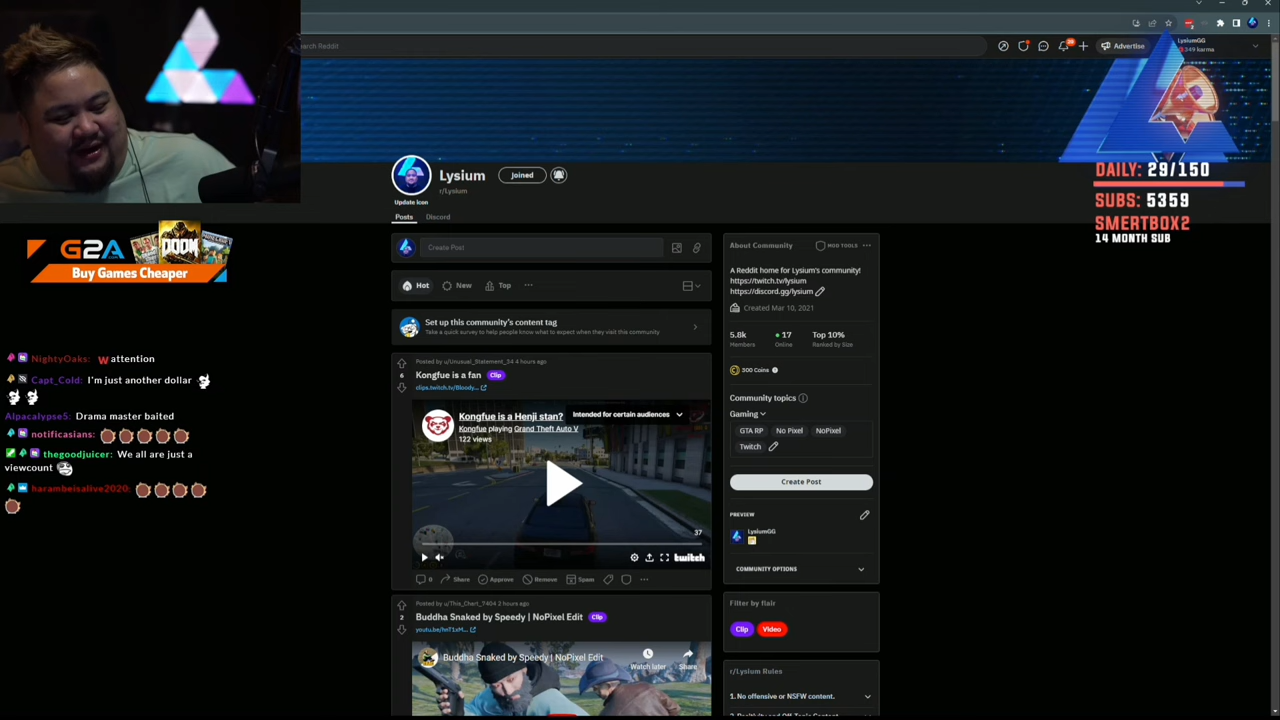 Search Reddit
Advertise
LysiumGG
349 karma
20
Lysium
r/Lysium
Joined
Update Icon
Posts
Discord
DAILY: 29/150
SUBS: 5359
SMERTBOX2
14 MONTH SUB
G2A
DOOM
Buy Games Cheaper
Create Post
Hot
New
Top
Set up this community's content tag
Take a quick survey to help people know what to expect when they visit this community
Posted by u/Unusual_Statement_34 4 hours ago
6
Kongfue is a fan
Clip
clips.twitch.tv/Bloody...
Kongfue is a Henji stan?
Kongfue playing Grand Theft Auto V
122 views
Intended for certain audiences
37
twitch
0
Share
Approve
Remove
Spam
Posted by u/This_Chart_7404 2 hours ago
2
Buddha Snaked by Speedy | NoPixel Edit
Clip
youtu.be/hnT1xM...
Buddha Snaked by Speedy | NoPixel Edit
Watch later
Share
About Community
MOD TOOLS
A Reddit home for Lysium's community!
https://twitch.tv/lysium
https://discord.gg/lysium
Created Mar 10, 2021
5.8k
Members
17
Online
Top 10%
Ranked by Size
300 Coins
Community topics
Gaming
GTA RP
No Pixel
NoPixel
Twitch
Create Post
PREVIEW
LysiumGG
COMMUNITY OPTIONS
Filter by flair
Clip
Video
r/Lysium Rules
1. No offensive or NSFW content.
NightyOaks: W attention
Capt_Cold: I'm just another dollar
Alpacalypse5: Drama master baited
notificasians:
thegoodjuicer: We all are just a
viewcount
harambeisalive2020: